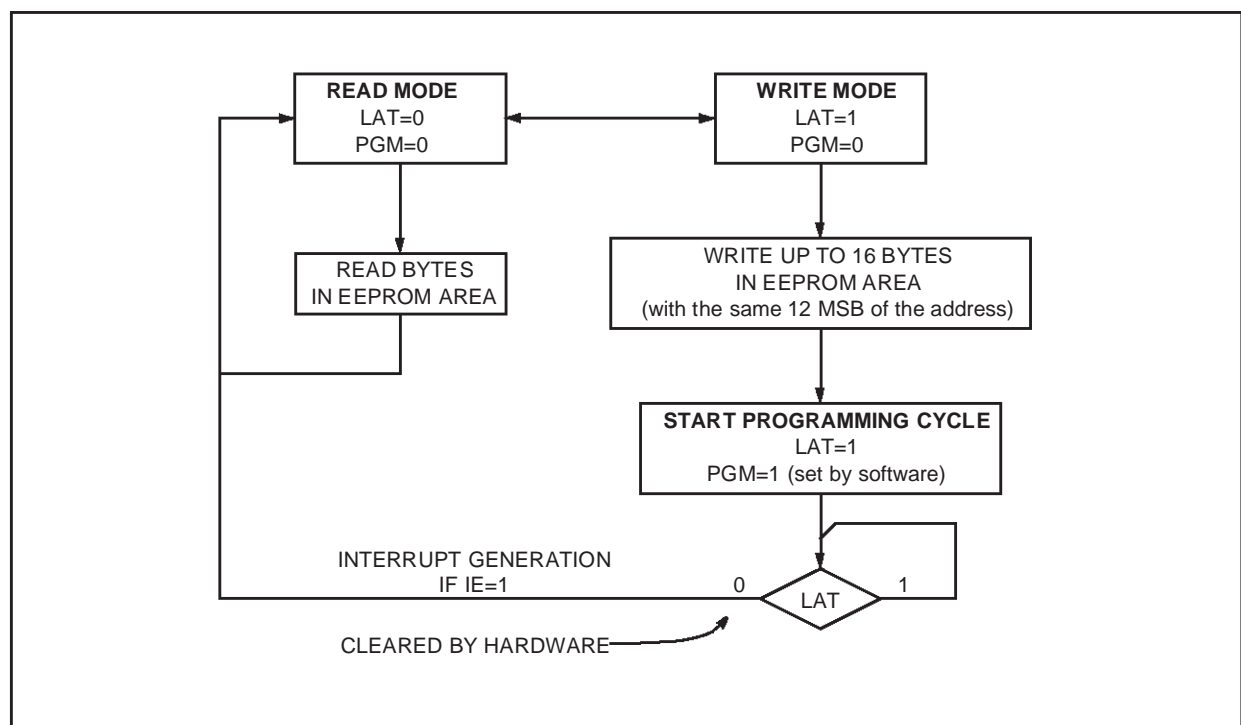 READ MODE
LAT=0
PGM=0
WRITE MODE
LAT=1
PGM=0
READ BYTES
IN EEPROM AREA
WRITE UP TO 16 BYTES
IN EEPROM AREA
(with the same 12 MSB of the address)
START PROGRAMMING CYCLE
LAT=1
PGM=1 (set by software)
INTERRUPT GENERATION
IF IE=1
0
LAT
1
CLEARED BY HARDWARE